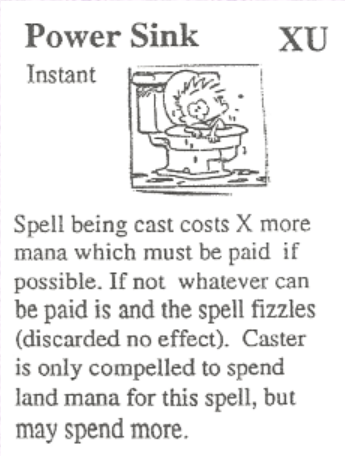 Power Sink XU
Instant
Spell being cast costs X more
mana which must be paid if
possible. If not whatever can
be paid is and the spell fizzles
(discarded no effect). Caster
is only compelled to spend
land mana for this spell, but
may spend more.